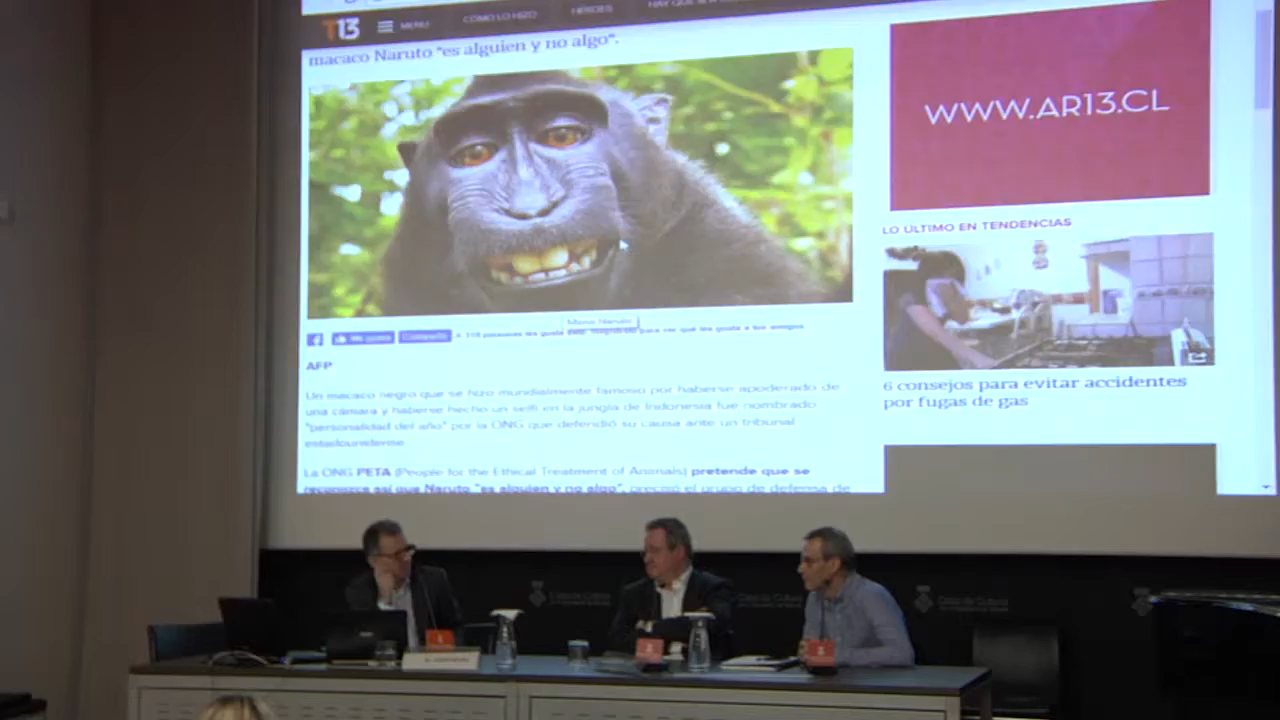 T13
MENU
COMO LO HIZO
HÉROES
macaco Naruto "es alguien y no algo".
WWW.AR13.CL
LO ULTIMO EN TENDENCIAS
Me gusta
Compartir
AFP
Un macaco negro que se hizo mundialmente famoso por haberse apoderado de
una cámara y haberse hecho un selfi en la jungla de Indonesia fue nombrado
"personalidad del año" por la ONG que defendió su causa ante un tribunal
estadounidense
La ONG PETA (People for the Ethical Treatment of Animals) pretende que se
reconozca así que Naruto "es alguien y no algo", precisó el grupo de defensa de
6 consejos para evitar accidentes
por fugas de gas